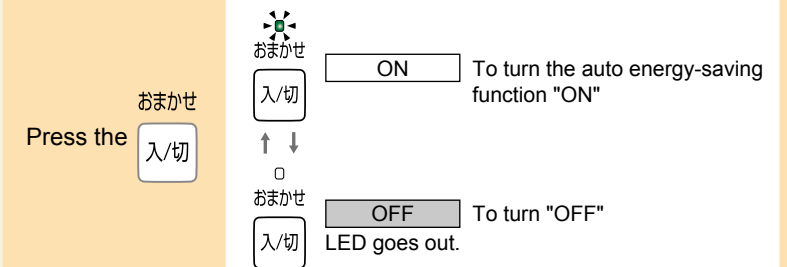 おまかせ
Press the 入/切
おまかせ
入/切
ON
To turn the auto energy-saving
function "ON"
おまかせ
入/切
OFF
To turn "OFF"
LED goes out.